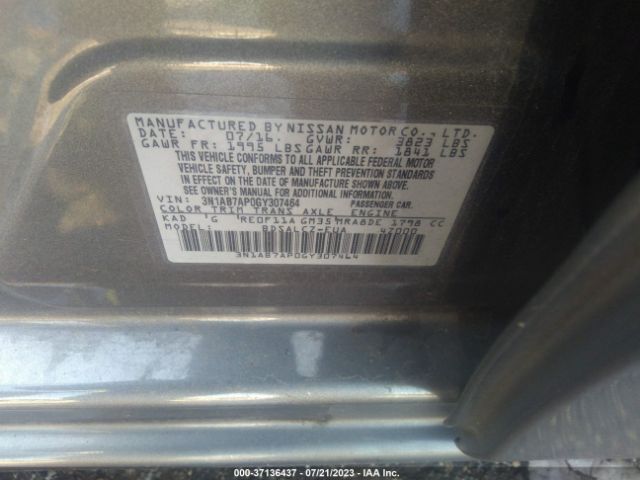 MANUFACTURED BY NISSAN MOTOR CO., LTD.
DATE: 07/16. GVWR: 3823 LBS
GAWR FR: 1995 LBS GAWR RR: 1841 LBS
THIS VEHICLE CONFORMS TO ALL APPLICABLE FEDERAL MOTOR
VEHICLE SAFETY, BUMPER AND THEFT PREVENTION STANDARDS
IN EFFECT ON THE DATE OF MANUFACTURE SHOWN ABOVE.
SEE OWNER'S MANUAL FOR ADDITIONAL INFORMATION.
VIN: 3N1AB7AP0GY307464 PASSENGER CAR.
COLOR TRIM TRANS AXLE ENGINE
KAD G RE0F11A GM35 MRA8DE 1798 CC
MODEL: BDSALCZ-EUA 4Z000
3N1AB7AP0GY307464
000-37136437 - 07/21/2023 - IAA Inc.